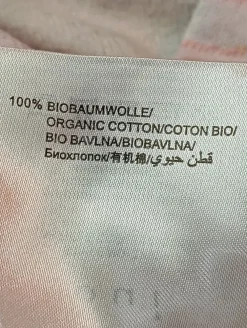 100% BIOBAUMWOLLE/
ORGANIC COTTON/COTON BIO/
BIO BAVLNA/BIOBAVLNA/
Биохлопок/有机棉/قطن حيوي